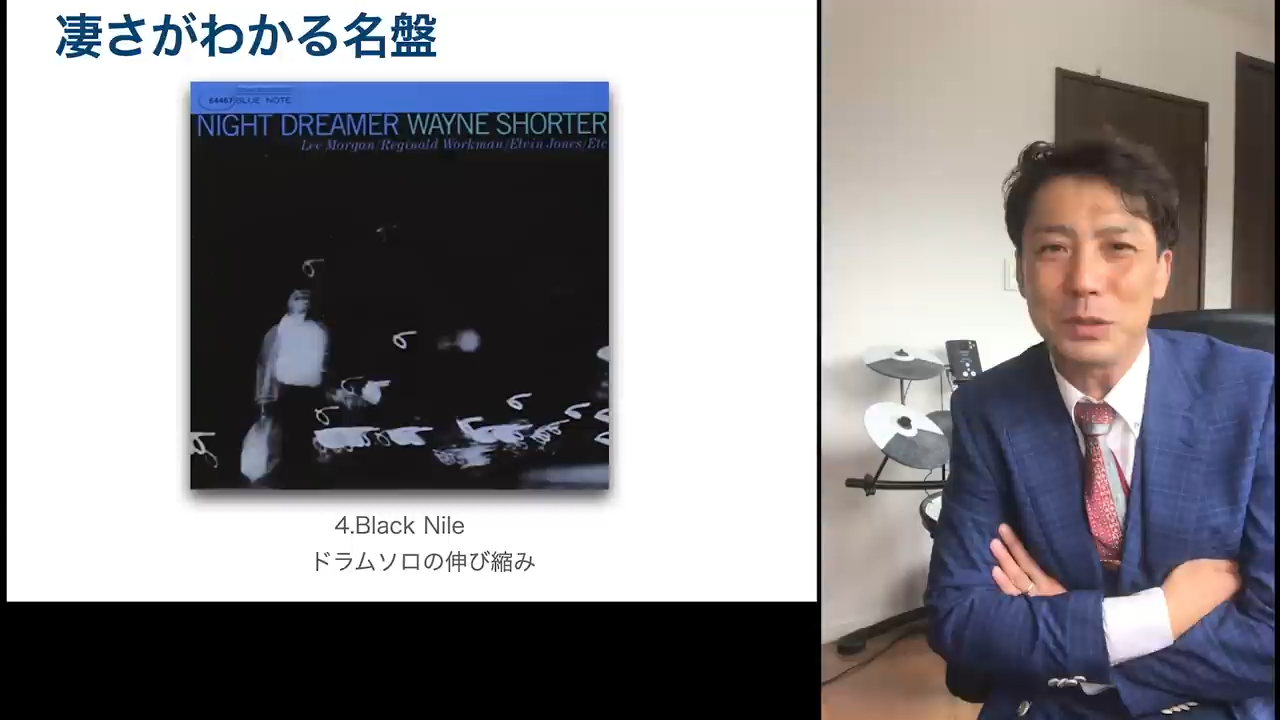 凄さがわかる名盤
84467 BLUE NOTE
NIGHT DREAMER WAYNE SHORTER
Lee Morgan/Reginald Workman/Elvin Jones/Etc
4.Black Nile
ドラムソロの伸び縮み